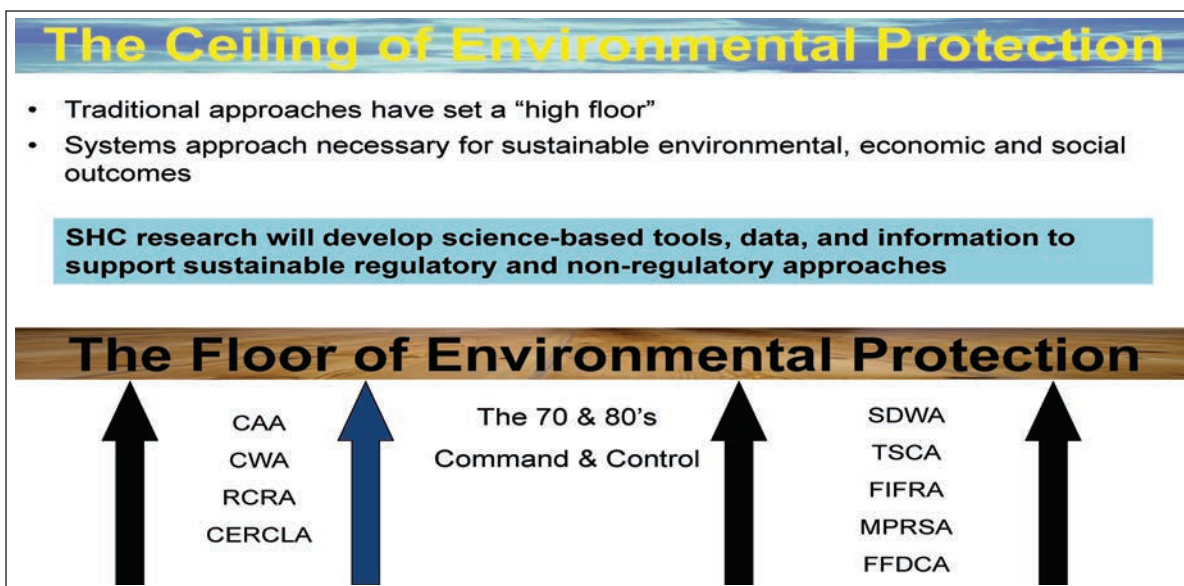 The Ceiling of Environmental Protection
• Traditional approaches have set a “high floor”
• Systems approach necessary for sustainable environmental, economic and social
outcomes
SHC research will develop science-based tools, data, and information to
support sustainable regulatory and non-regulatory approaches
The Floor of Environmental Protection
CAA
CWA
RCRA
CERCLA
The 70 & 80’s
Command & Control
SDWA
TSCA
FIFRA
MPRSA
FFDCA